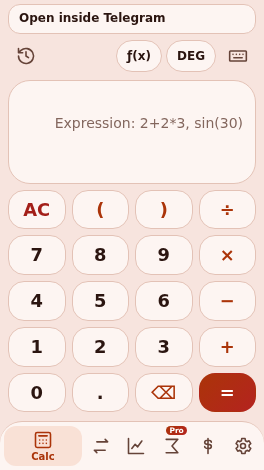 Open inside Telegram
f(x) DEG
Expression: 2+2*3, sin(30)
AC ( ) ÷
7 8 9 ×
4 5 6 −
1 2 3 +
0 . ⌫ =
Pro
Calc $